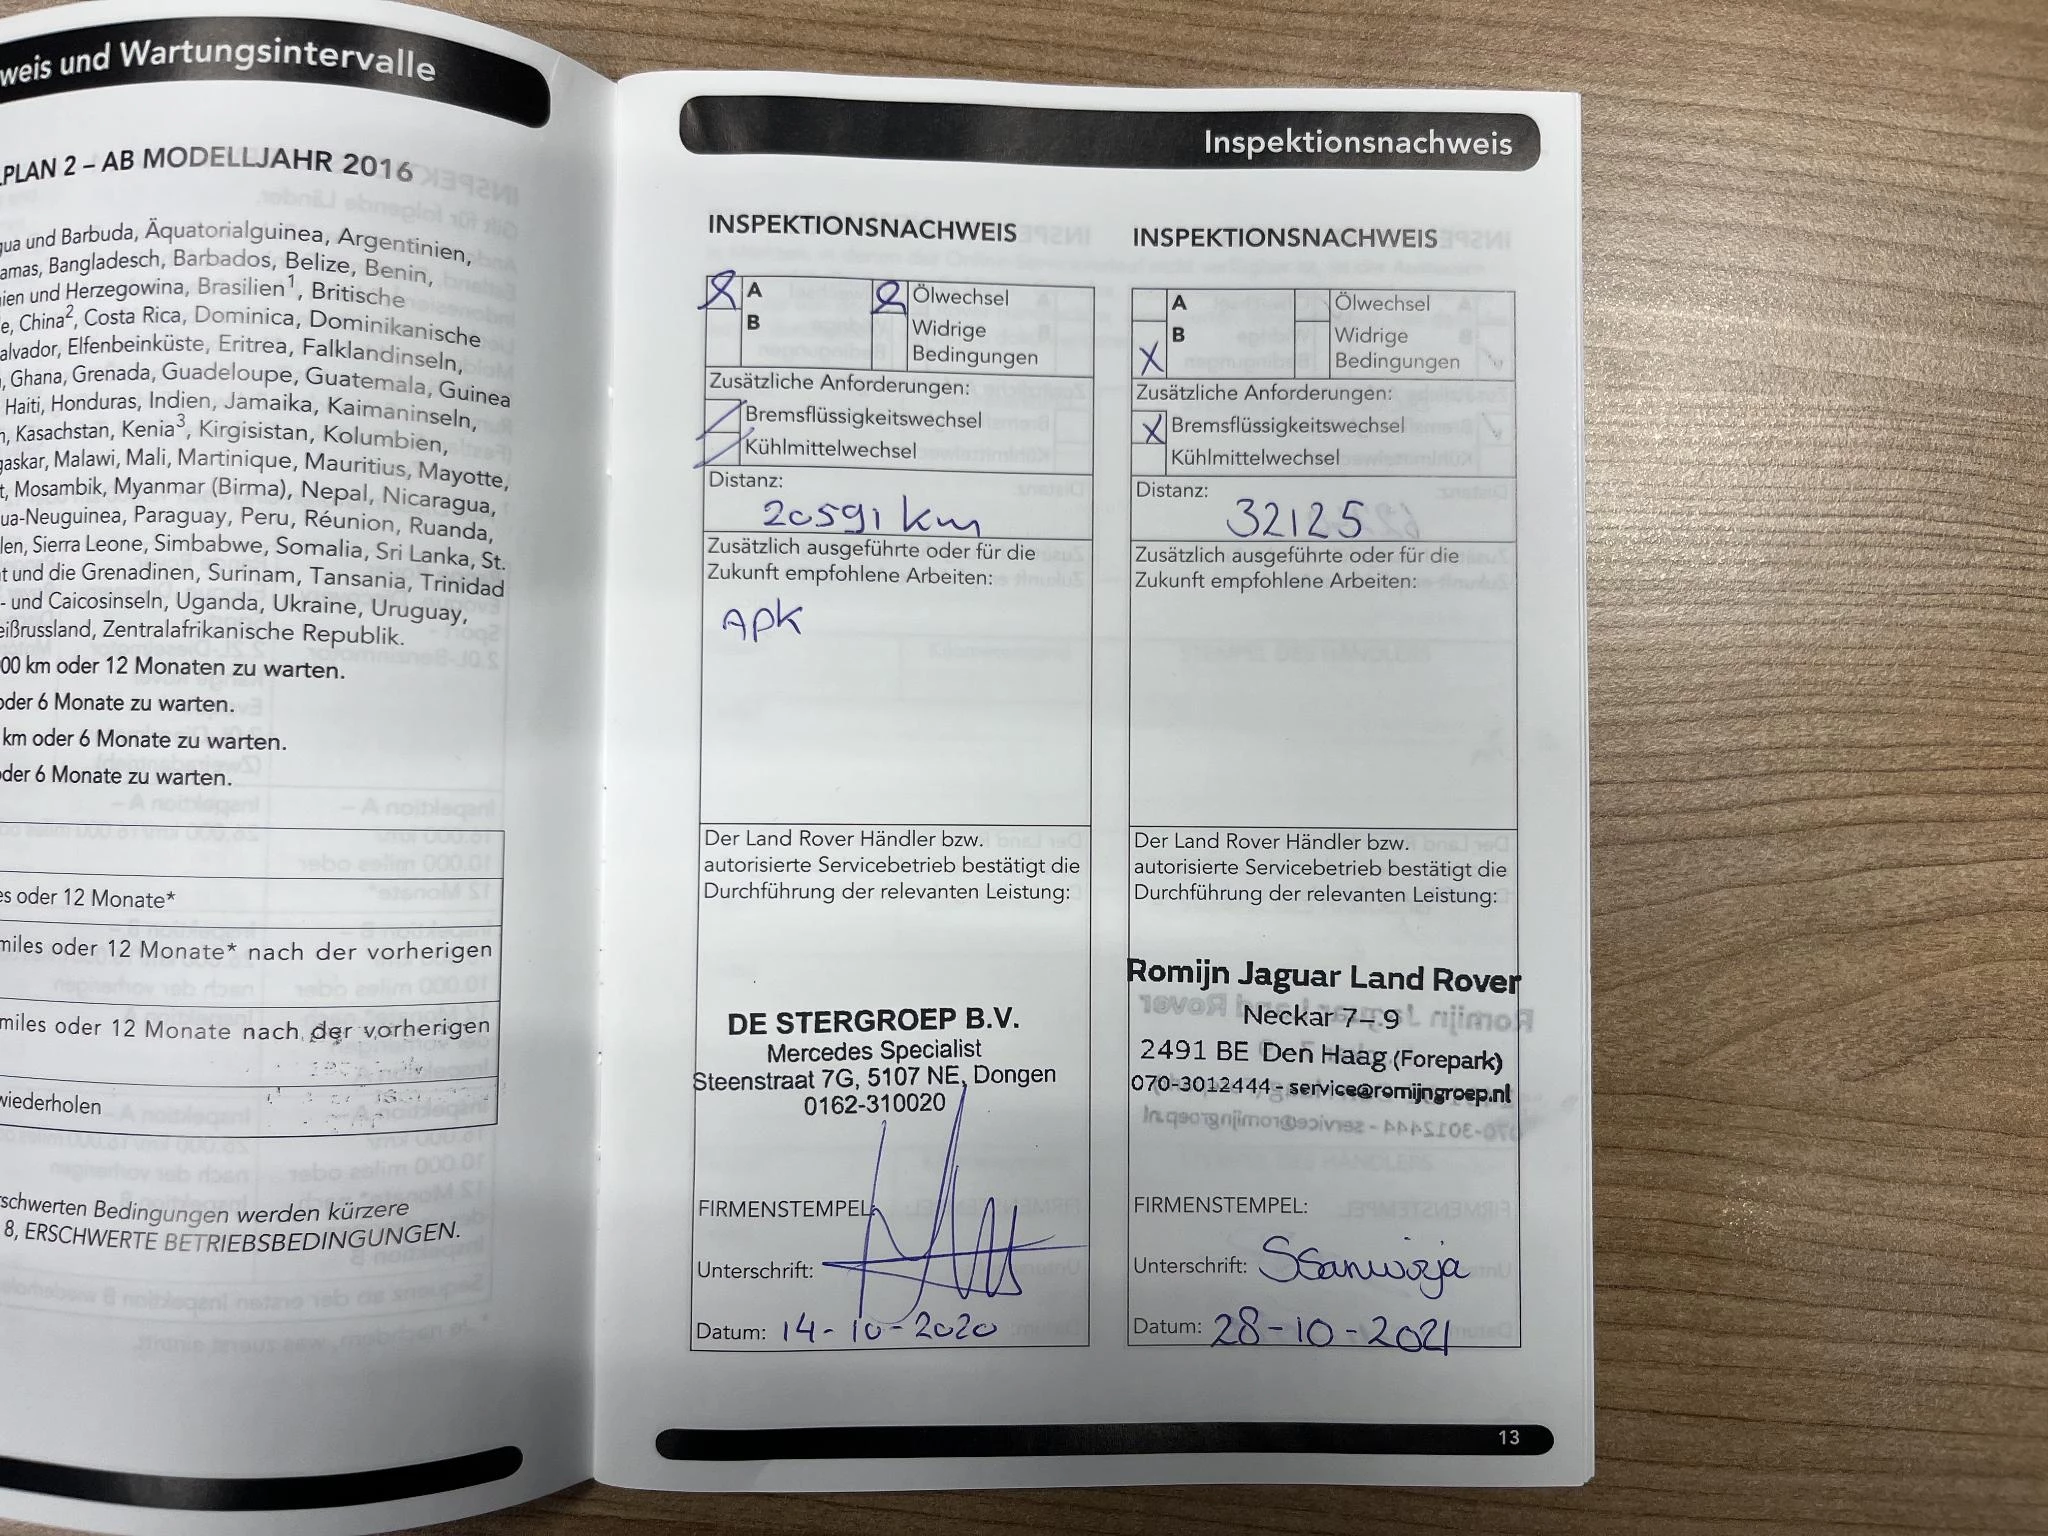 weis und Wartungsintervalle
PLAN 2 – AB MODELLJAHR 2016
gua und Barbuda, Äquatorialguinea, Argentinien,
amas, Bangladesch, Barbados, Belize, Benin,
nien und Herzegowina, Brasilien1, Britische
e, China2, Costa Rica, Dominica, Dominikanische
alvador, Elfenbeinküste, Eritrea, Falklandinseln,
, Ghana, Grenada, Guadeloupe, Guatemala, Guinea
Haiti, Honduras, Indien, Jamaika, Kaimaninseln,
n, Kasachstan, Kenia3, Kirgisistan, Kolumbien,
gaskar, Malawi, Mali, Martinique, Mauritius, Mayotte,
t, Mosambik, Myanmar (Birma), Nepal, Nicaragua,
ua-Neuguinea, Paraguay, Peru, Réunion, Ruanda,
len, Sierra Leone, Simbabwe, Somalia, Sri Lanka, St.
t und die Grenadinen, Surinam, Tansania, Trinidad
- und Caicosinseln, Uganda, Ukraine, Uruguay,
eißrussland, Zentralafrikanische Republik.
00 km oder 12 Monaten zu warten.
oder 6 Monate zu warten.
km oder 6 Monate zu warten.
oder 6 Monate zu warten.
es oder 12 Monate*
miles oder 12 Monate* nach der vorherigen
miles oder 12 Monate nach der vorherigen
wiederholen
schwerten Bedingungen werden kürzere
8, ERSCHWERTE BETRIEBSBEDINGUNGEN.
Inspektionsnachweis
INSPEKTIONSNACHWEIS
A
B
Ölwechsel
Widrige
Bedingungen
Zusätzliche Anforderungen:
Bremsflüssigkeitswechsel
Kühlmittelwechsel
Distanz:
20591 km
Zusätzlich ausgeführte oder für die
Zukunft empfohlene Arbeiten:
APK
Der Land Rover Händler bzw.
autorisierte Servicebetrieb bestätigt die
Durchführung der relevanten Leistung:
DE STERGROEP B.V.
Mercedes Specialist
Steenstraat 7G, 5107 NE, Dongen
0162-310020
FIRMENSTEMPEL:
Unterschrift:
Datum: 14-10-2020
INSPEKTIONSNACHWEIS
A
B
X
Ölwechsel
Widrige
Bedingungen
Zusätzliche Anforderungen:
X Bremsflüssigkeitswechsel
Kühlmittelwechsel
Distanz:
32125
Zusätzlich ausgeführte oder für die
Zukunft empfohlene Arbeiten:
Der Land Rover Händler bzw.
autorisierte Servicebetrieb bestätigt die
Durchführung der relevanten Leistung:
Romijn Jaguar Land Rover
Neckar 7-9
2491 BE Den Haag (Forepark)
070-3012444 - service@romijngroep.nl
FIRMENSTEMPEL:
Unterschrift:
Datum: 28-10-2021
13